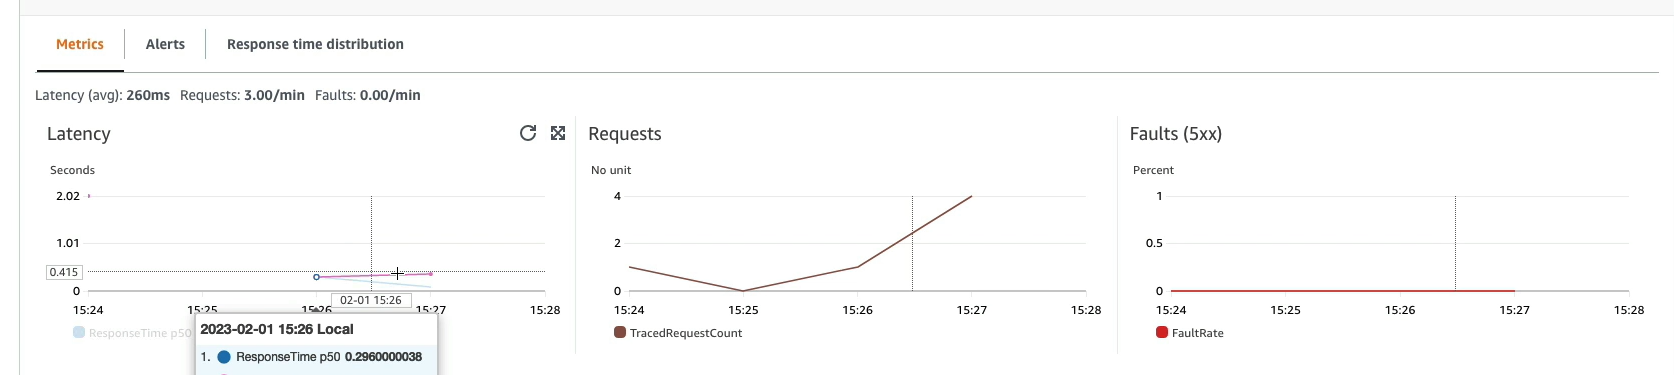 Metrics Alerts Response time distribution
Latency (avg): 260ms Requests: 3.00/min Faults: 0.00/min
Latency
Seconds
2.02
1.01
0.415
0
02-01 15:26
15:24 15:25 15:26 15:27 15:28
ResponseTime p50
2023-02-01 15:26 Local
1. ResponseTime p50 0.2960000038
Requests
No unit
4
2
0
15:24 15:25 15:26 15:27 15:28
TracedRequestCount
Faults (5xx)
Percent
1
0.5
0
15:24 15:25 15:26 15:27 15:28
FaultRate